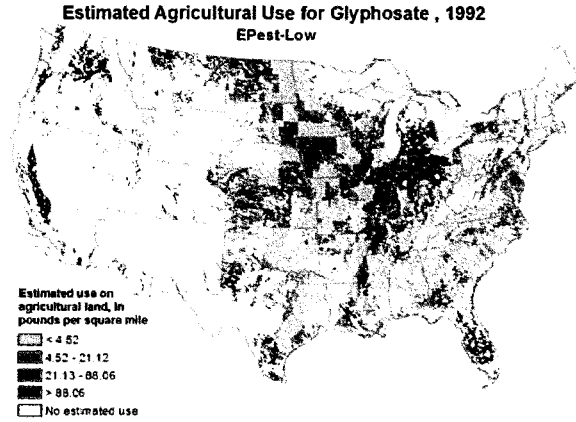 Estimated Agricultural Use for Glyphosate , 1992
EPest-Low
Estimated use on
agricultural land, in
pounds per square mile
< 4.52
4.52 - 21.12
21.13 - 88.06
> 88.06
No estimated use